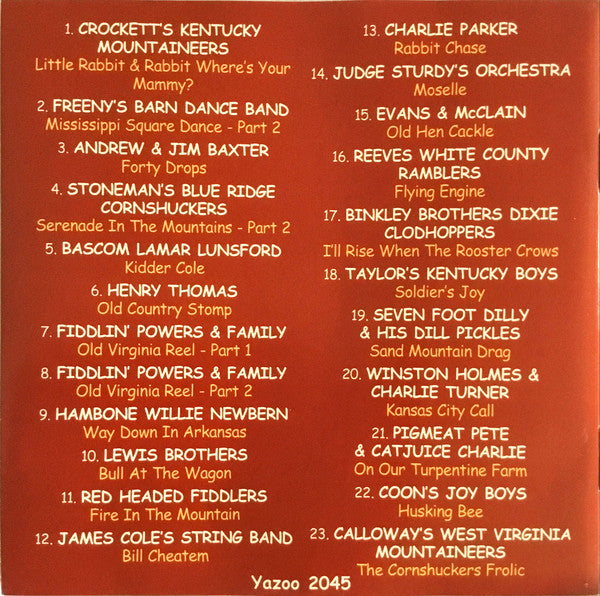 1. CROCKETT'S KENTUCKY
MOUNTAINEERS
Little Rabbit & Rabbit Where's Your
Mammy?
2. FREENY'S BARN DANCE BAND
Mississippi Square Dance - Part 2
3. ANDREW & JIM BAXTER
Forty Drops
4. STONEMAN'S BLUE RIDGE
CORNSHUCKERS
Serenade In The Mountains - Part 2
5. BASCOM LAMAR LUNSFORD
Kidder Cole
6. HENRY THOMAS
Old Country Stomp
7. FIDDLIN' POWERS & FAMILY
Old Virginia Reel - Part 1
8. FIDDLIN' POWERS & FAMILY
Old Virginia Reel - Part 2
9. HAMBONE WILLIE NEWBERN
Way Down In Arkansas
10. LEWIS BROTHERS
Bull At The Wagon
11. RED HEADED FIDDLERS
Fire In The Mountain
12. JAMES COLE'S STRING BAND
Bill Cheatem
13. CHARLIE PARKER
Rabbit Chase
14. JUDGE STURDY'S ORCHESTRA
Moselle
15. EVANS & McCLAIN
Old Hen Cackle
16. REEVES WHITE COUNTY
RAMBLERS
Flying Engine
17. BINKLEY BROTHERS DIXIE
CLODHOPPERS
I'll Rise When The Rooster Crows
18. TAYLOR'S KENTUCKY BOYS
Soldier's Joy
19. SEVEN FOOT DILLY
& HIS DILL PICKLES
Sand Mountain Drag
20. WINSTON HOLMES &
CHARLIE TURNER
Kansas City Call
21. PIGMEAT PETE
& CATJUICE CHARLIE
On Our Turpentine Farm
22. COON'S JOY BOYS
Husking Bee
23. CALLOWAY'S WEST VIRGINIA
MOUNTAINEERS
The Cornshuckers Frolic
Yazoo 2045